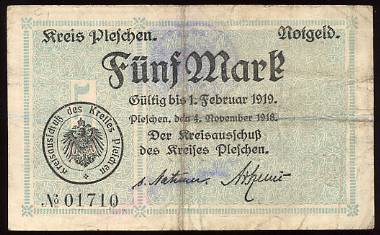 Kreis Pleschen. Notgeld.
Fünf Mark
Gültig bis 1. Februar 1919.
Pleschen, den 4. November 1918.
Der Kreisausschuß
des Kreises Pleschen.
Kreisausschuß des Kreises Pleschen
№ 01710